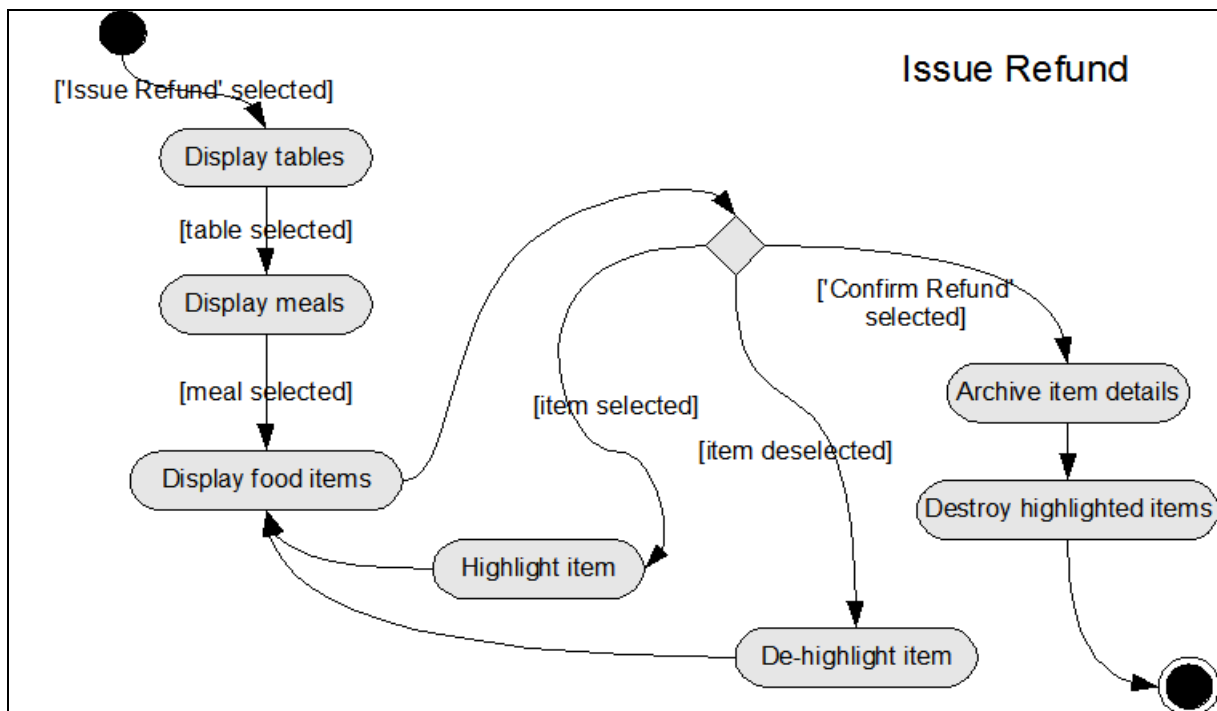 Issue Refund
['Issue Refund' selected]
Display tables
[table selected]
Display meals
[meal selected]
Display food items
['Confirm Refund'
selected]
[item selected]
[item deselected]
Archive item details
Destroy highlighted items
Highlight item
De-highlight item